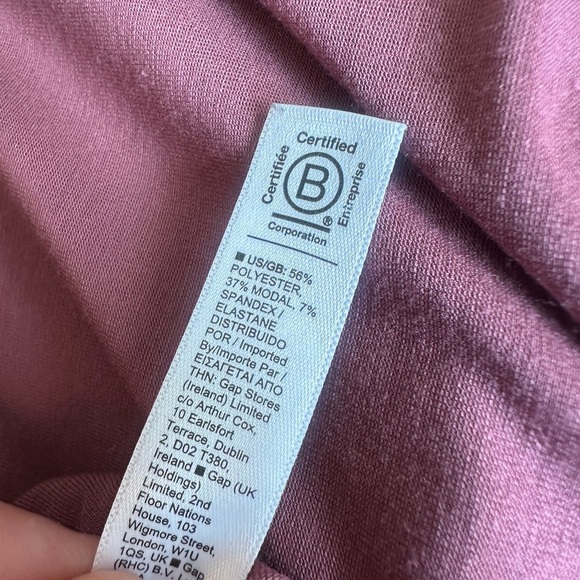 Certified
Certifiée
B
®
Entreprise
Corporation
■ US/GB: 56%
POLYESTER,
37% MODAL, 7%
SPANDEX /
ELASTANE
DISTRIBUIDO
POR / Imported
By/Importe Par /
ΕΙΣΑΓΕΤΑΙ ΑΠΟ
ΤΗΝ: Gap Stores
(Ireland) Limited
c/o Arthur Cox,
10 Earlsfort
Terrace, Dublin
2, D02 T380,
Ireland ■ Gap (UK
Holdings)
Limited, 2nd
Floor Nations
House, 103
Wigmore Street,
London, W1U
1QS, UK ■ Gap
(RHC) B.V.